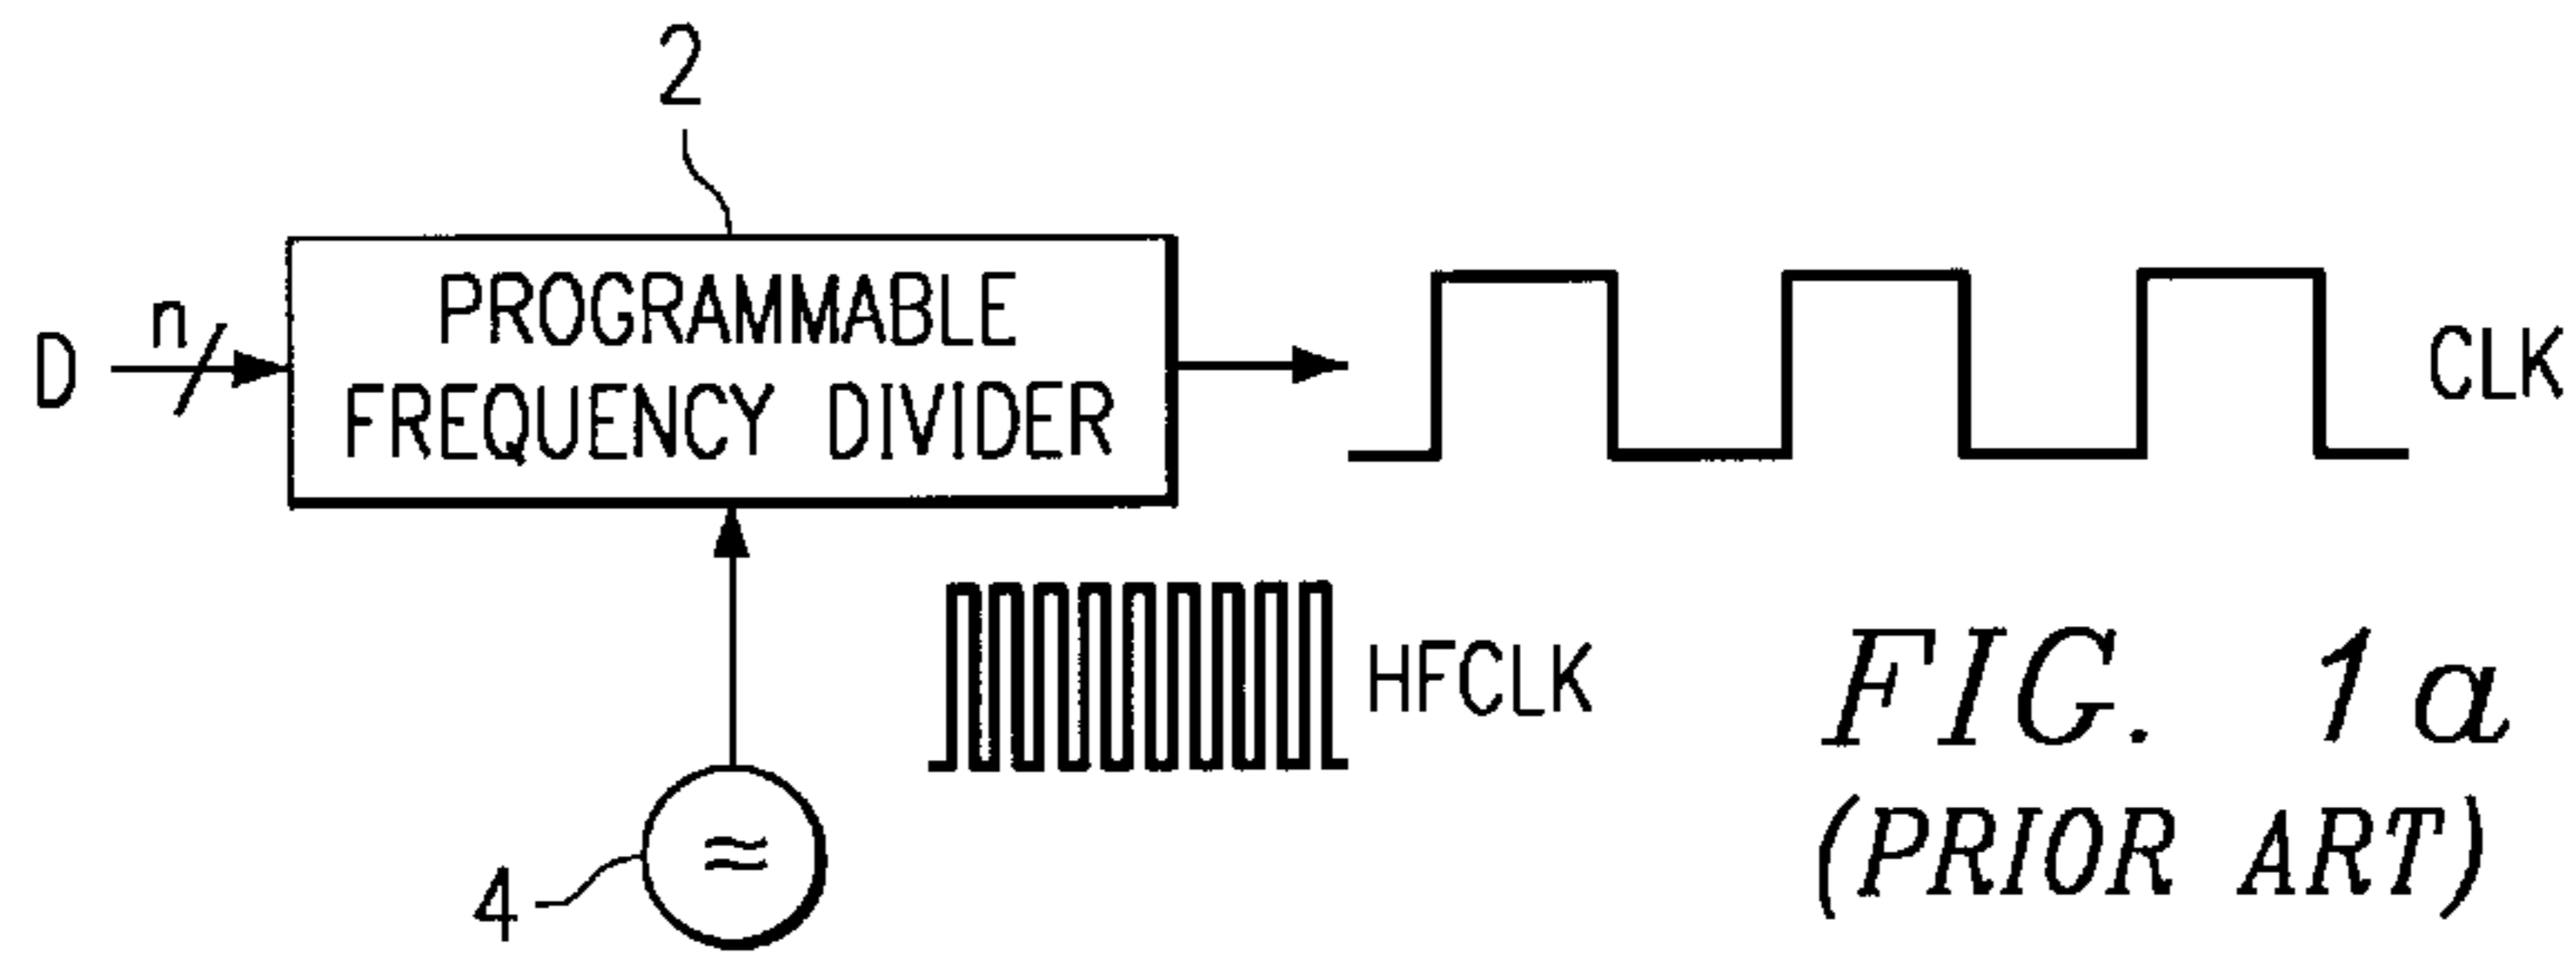 2
D
n
PROGRAMMABLE
FREQUENCY DIVIDER
CLK
HFCLK
4
≈
FIG. 1a
(PRIOR ART)